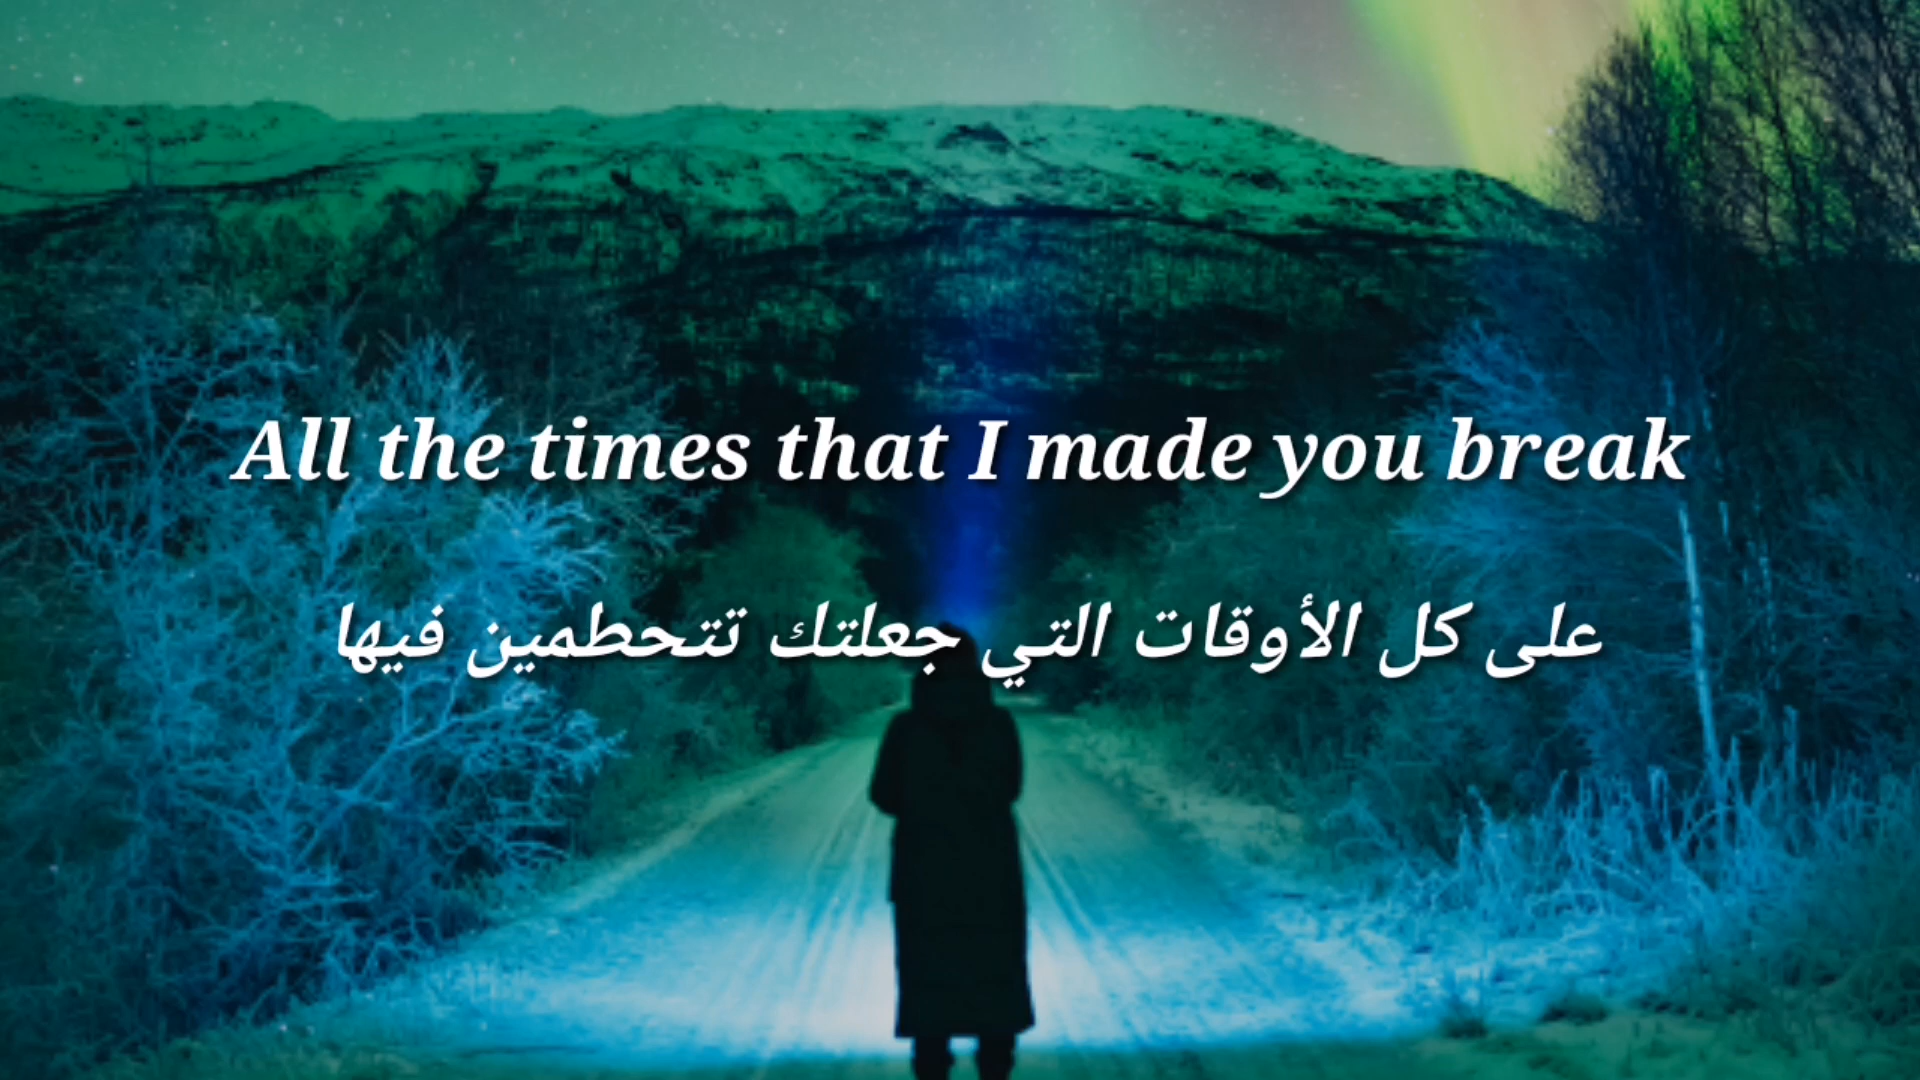 All the times that I made you break
على كل الأوقات التي جعلتك تتحطمين فيها